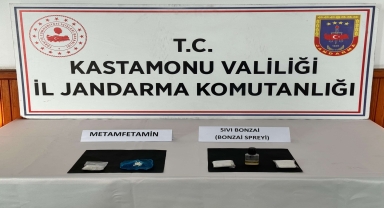 T.C.
KASTAMONU VALİLİĞİ
İL JANDARMA KOMUTANLIĞI
METAMFETAMİN
SIVI BONZAİ
(BONZAİ SPREYİ)